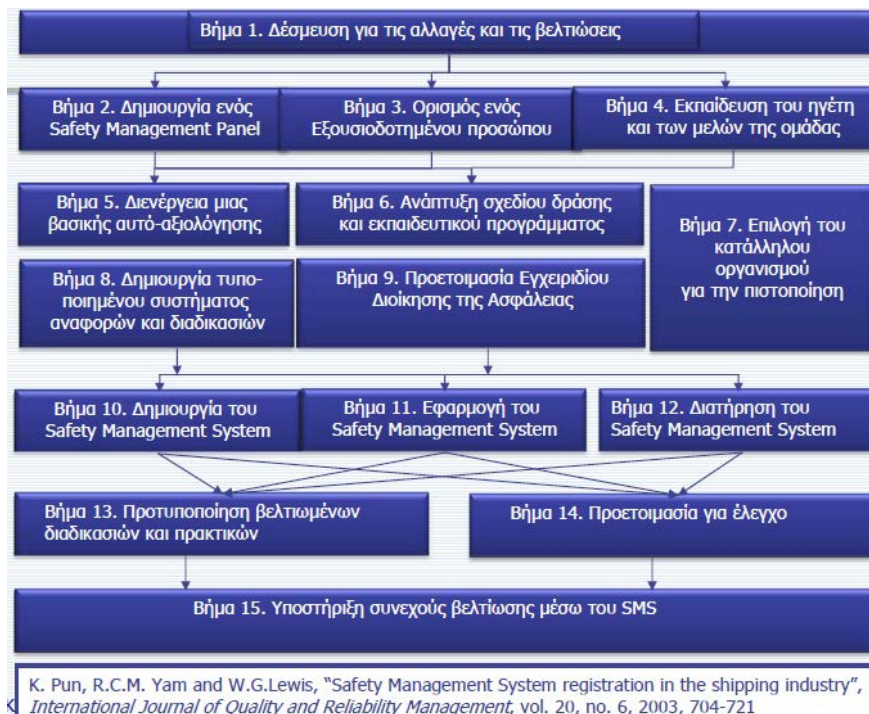 Βήμα 1. Δέσμευση για τις αλλαγές και τις βελτιώσεις
Βήμα 2. Δημιουργία ενός
Safety Management Panel
Βήμα 3. Ορισμός ενός
Εξουσιοδοτημένου προσώπου
Βήμα 4. Εκπαίδευση του ηγέτη
και των μελών της ομάδας
Βήμα 5. Διενέργεια μιας
βασικής αυτό-αξιολόγησης
Βήμα 6. Ανάπτυξη σχεδίου δράσης
και εκπαιδευτικού προγράμματος
Βήμα 7. Επιλογή του
κατάλληλου
οργανισμού
για την πιστοποίηση
Βήμα 8. Δημιουργία τυπο-
ποιημένου συστήματος
αναφορών και διαδικασιών
Βήμα 9. Προετοιμασία Εγχειριδίου
Διοίκησης της Ασφάλειας
Βήμα 10. Δημιουργία του
Safety Management System
Βήμα 11. Εφαρμογή του
Safety Management System
Βήμα 12. Διατήρηση του
Safety Management System
Βήμα 13. Προτυποποίηση βελτιωμένων
διαδικασιών και πρακτικών
Βήμα 14. Προετοιμασία για έλεγχο
Βήμα 15. Υποστήριξη συνεχούς βελτίωσης μέσω του SMS
K. Pun, R.C.M. Yam and W.G.Lewis, “Safety Management System registration in the shipping industry”,
International Journal of Quality and Reliability Management, vol. 20, no. 6, 2003, 704-721